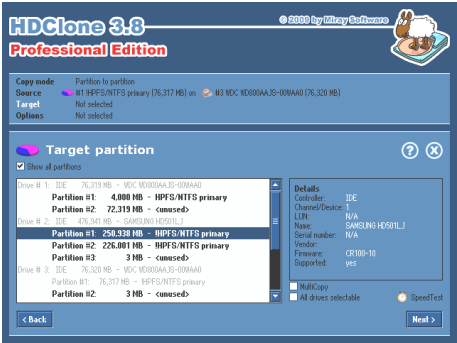 HDClone 3.8
© 2009 by Miray Software
Professional Edition
Copy mode Partition to partition
Source #1 !HPFS/NTFS primary (76,317 MB) on #3 WDC WD800AAJS-00WAA0 (76,320 MB)
Target Not selected
Options Not selected
Target partition
Show all partitions
Drive # 1: IDE 76,319 MB - WDC WD800AAJS-00WAA0
Partition #1: 4,000 MB - HPFS/NTFS primary
Partition #2: 72,319 MB - <unused>
Drive # 2: IDE 476,941 MB - SAMSUNG HD501LJ
Partition #1: 250,938 MB - !HPFS/NTFS primary
Partition #2: 226,001 MB - !HPFS/NTFS primary
Partition #3: 3 MB - <unused>
Drive # 3: IDE 76,320 MB - WDC WD800AAJS-00WAA0
Partition #1: 76,317 MB - !HPFS/NTFS primary
Partition #2: 3 MB - <unused>
Details
Controller: IDE
Channel/Device: 1
LUN: N/A
Name: SAMSUNG HD501LJ
Serial number: N/A
Vendor:
Firmware: CR100-10
Supported: yes
MultiCopy
All drives selectable
SpeedTest
< Back
Next >